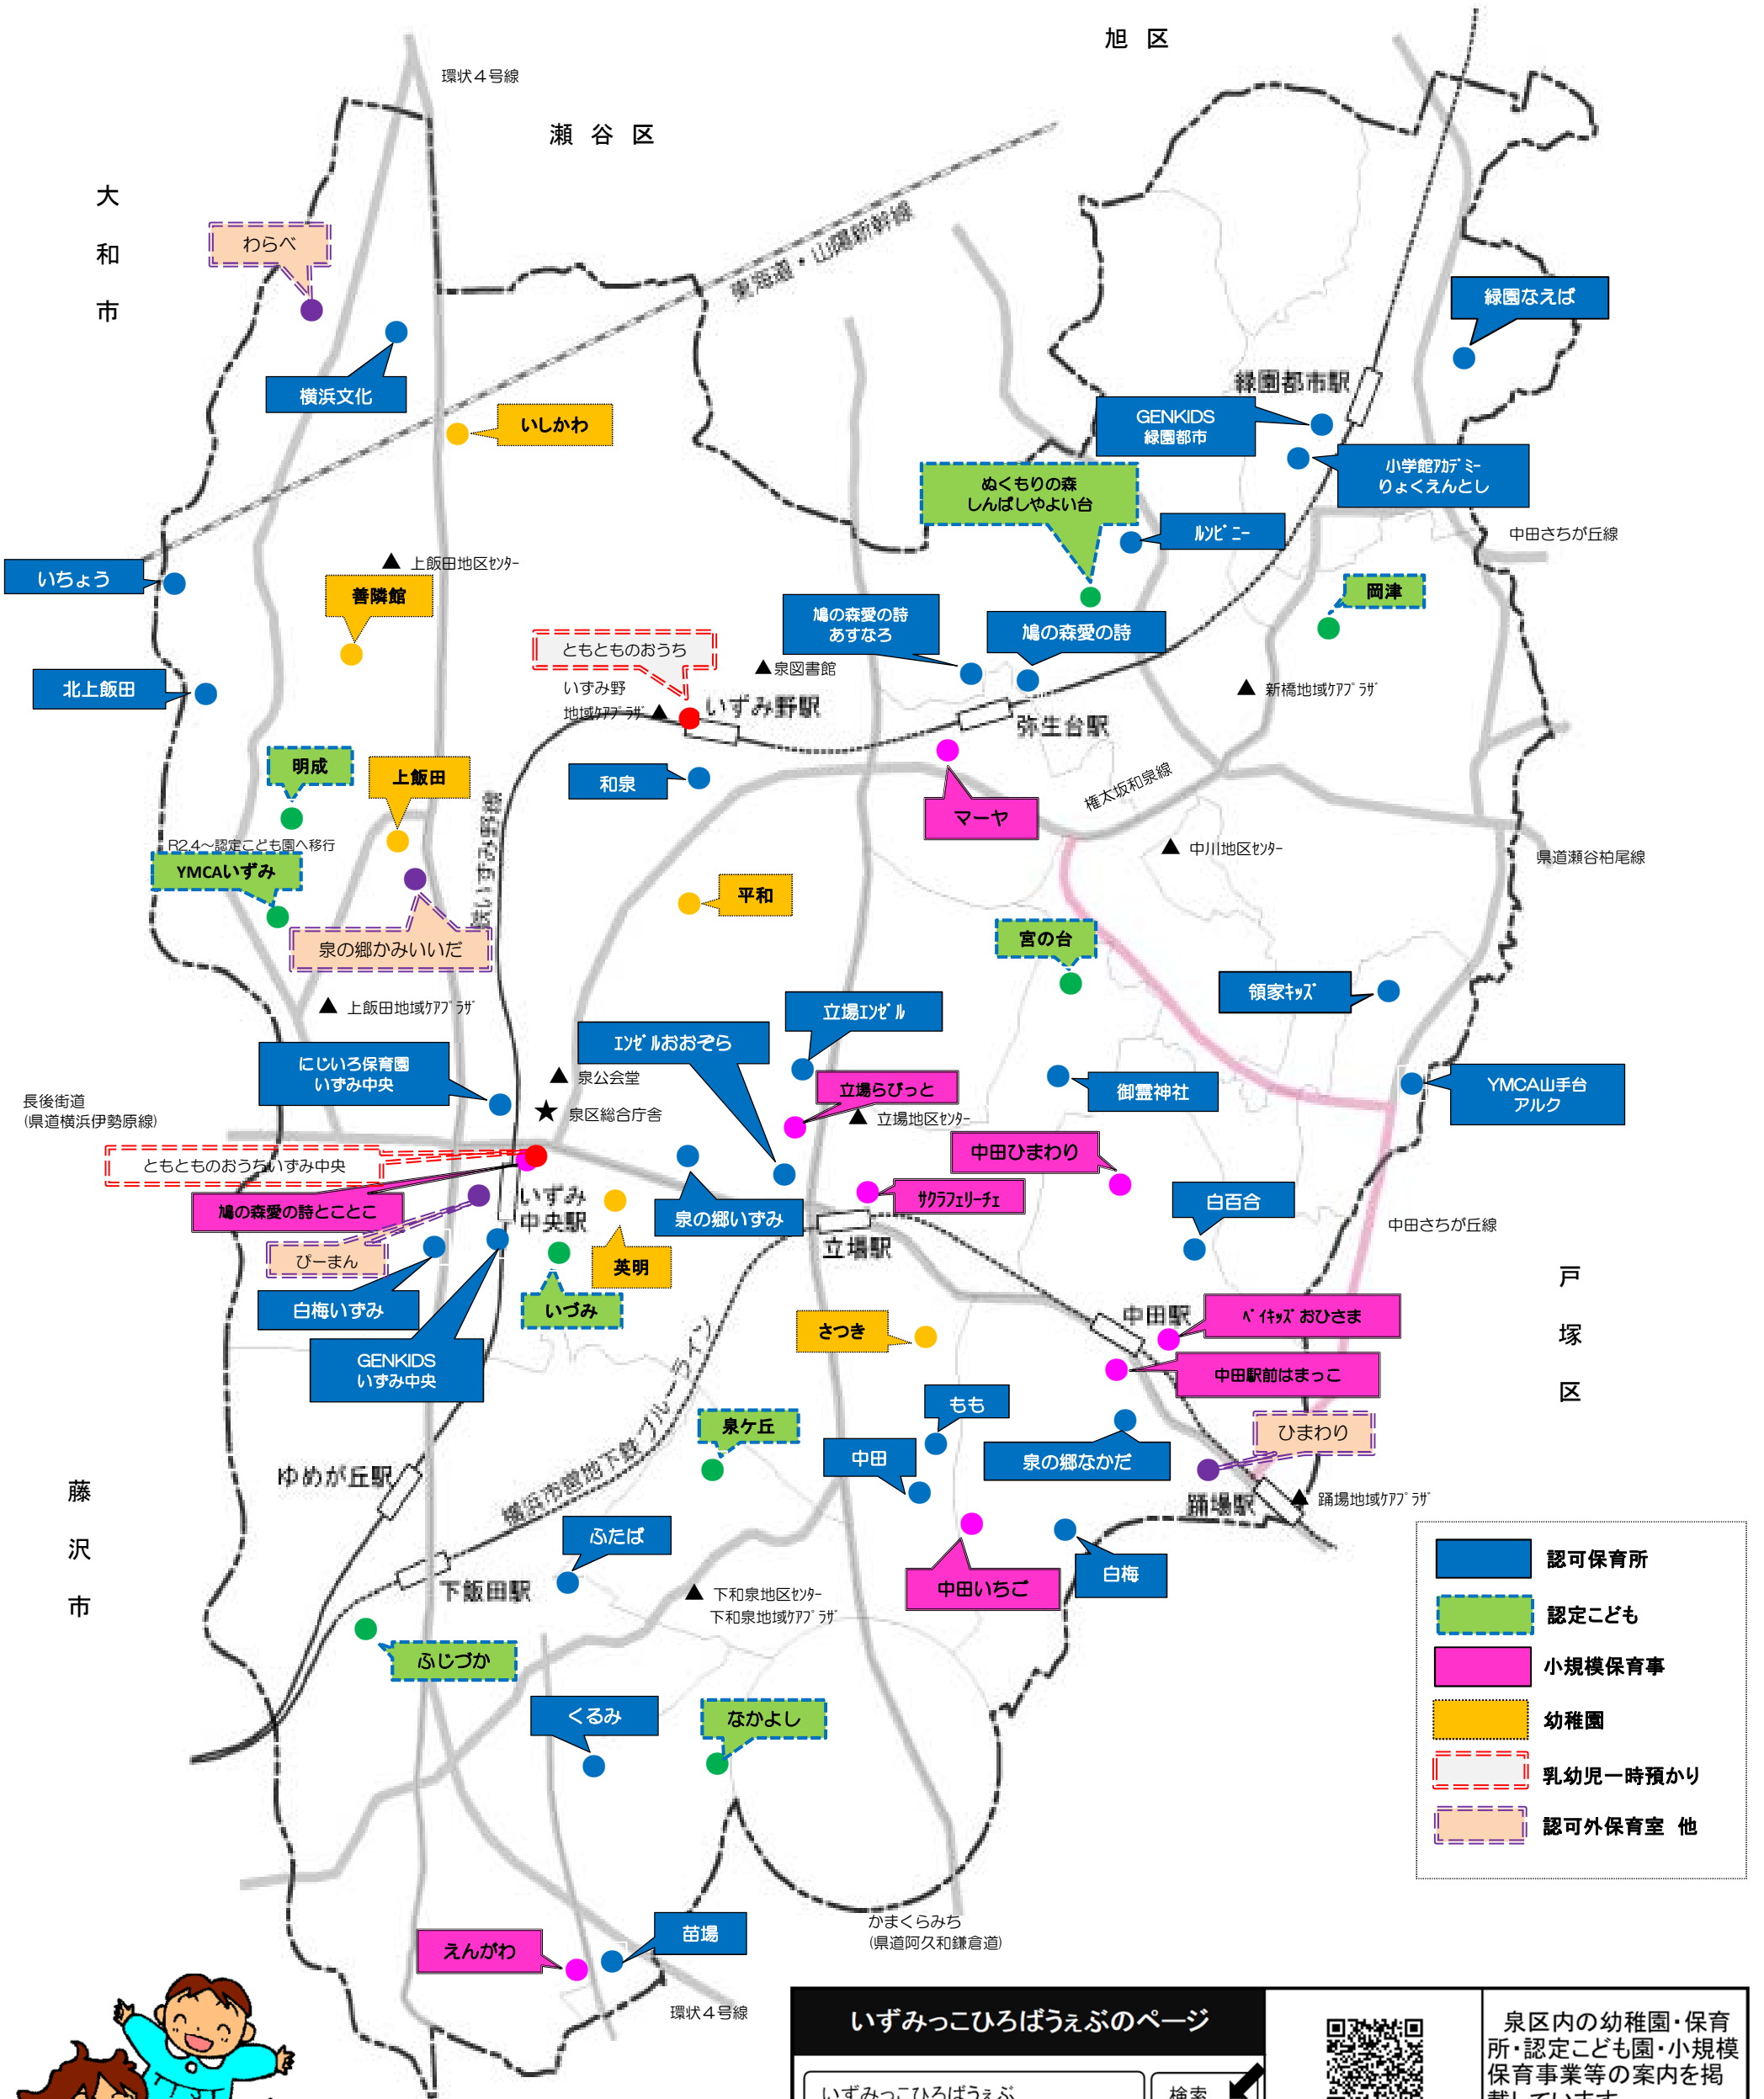 旭 区
環状４号線
瀬 谷 区
大
和
市
わらべ
東海道・山陽新幹線
緑園なえば
横浜文化
緑園都市駅
いしかわ
GENKIDS
緑園都市
小学館ｱｶﾃﾞﾐｰ
りょくえんとし
ぬくもりの森
しんばしやよい台
ﾙﾝﾋﾞﾆｰ
中田さちが丘線
いちょう
上飯田地区ｾﾝﾀｰ
善隣館
岡津
鳩の森愛の詩
あすなろ
鳩の森愛の詩
ともとものおうち
泉図書館
北上飯田
いずみ野
地域ｹｱﾌﾟﾗｻﾞ
いずみ野駅
新橋地域ｹｱﾌﾟﾗｻﾞ
弥生台駅
明成
上飯田
和泉
権太坂和泉線
マーヤ
R2.4～認定こども園へ移行
中川地区ｾﾝﾀｰ
県道瀬谷柏尾線
YMCAいずみ
平和
泉の郷かみいいだ
宮の台
領家ｷｯｽﾞ
上飯田地域ｹｱﾌﾟﾗｻﾞ
立場ｴﾝｾﾞﾙ
ｴﾝｾﾞﾙおおぞら
にじいろ保育園
いずみ中央
泉公会堂
立場らびっと
御霊神社
YMCA山手台
アルク
長後街道
(県道横浜伊勢原線)
泉区総合庁舎
立場地区ｾﾝﾀｰ
ともとものおうちいずみ中央
中田ひまわり
鳩の森愛の詩とことこ
いずみ
中央駅
泉の郷いずみ
ｻｸﾗﾌｪﾘｰﾁｪ
白百合
中田さちが丘線
立場駅
ぴーまん
英明
戸
塚
区
白梅いずみ
いづみ
さつき
中田駅
ﾍﾞｲｷｯｽﾞおひさま
GENKIDS
いずみ中央
中田駅前はまっこ
もも
泉ケ丘
ひまわり
中田
泉の郷なかだ
ゆめが丘駅
横浜市営地下鉄ブルーライン
踊場駅
踊場地域ｹｱﾌﾟﾗｻﾞ
藤
沢
市
ふたば
認可保育所
白梅
下飯田駅
中田いちご
下和泉地区ｾﾝﾀｰ
下和泉地域ｹｱﾌﾟﾗｻﾞ
認定こども
ふじづか
小規模保育事
くるみ
なかよし
幼稚園
乳幼児一時預かり
認可外保育室 他
かまくらみち
(県道阿久和鎌倉道)
苗場
えんがわ
環状４号線
いずみっこひろばうぇぶのページ
泉区内の幼稚園・保育
所・認定こども園・小規模
保育事業等の案内を掲
載しています
いずみっこひろばうぇぶ
検索